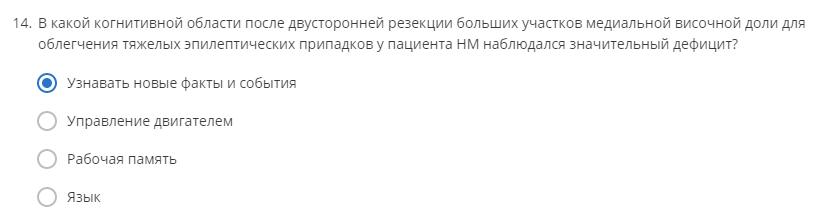 14. В какой когнитивной области после двусторонней резекции больших участков медиальной височной доли для
облегчения тяжелых эпилептических припадков у пациента HM наблюдался значительный дефицит?
Узнавать новые факты и события
Управление двигателем
Рабочая память
Язык